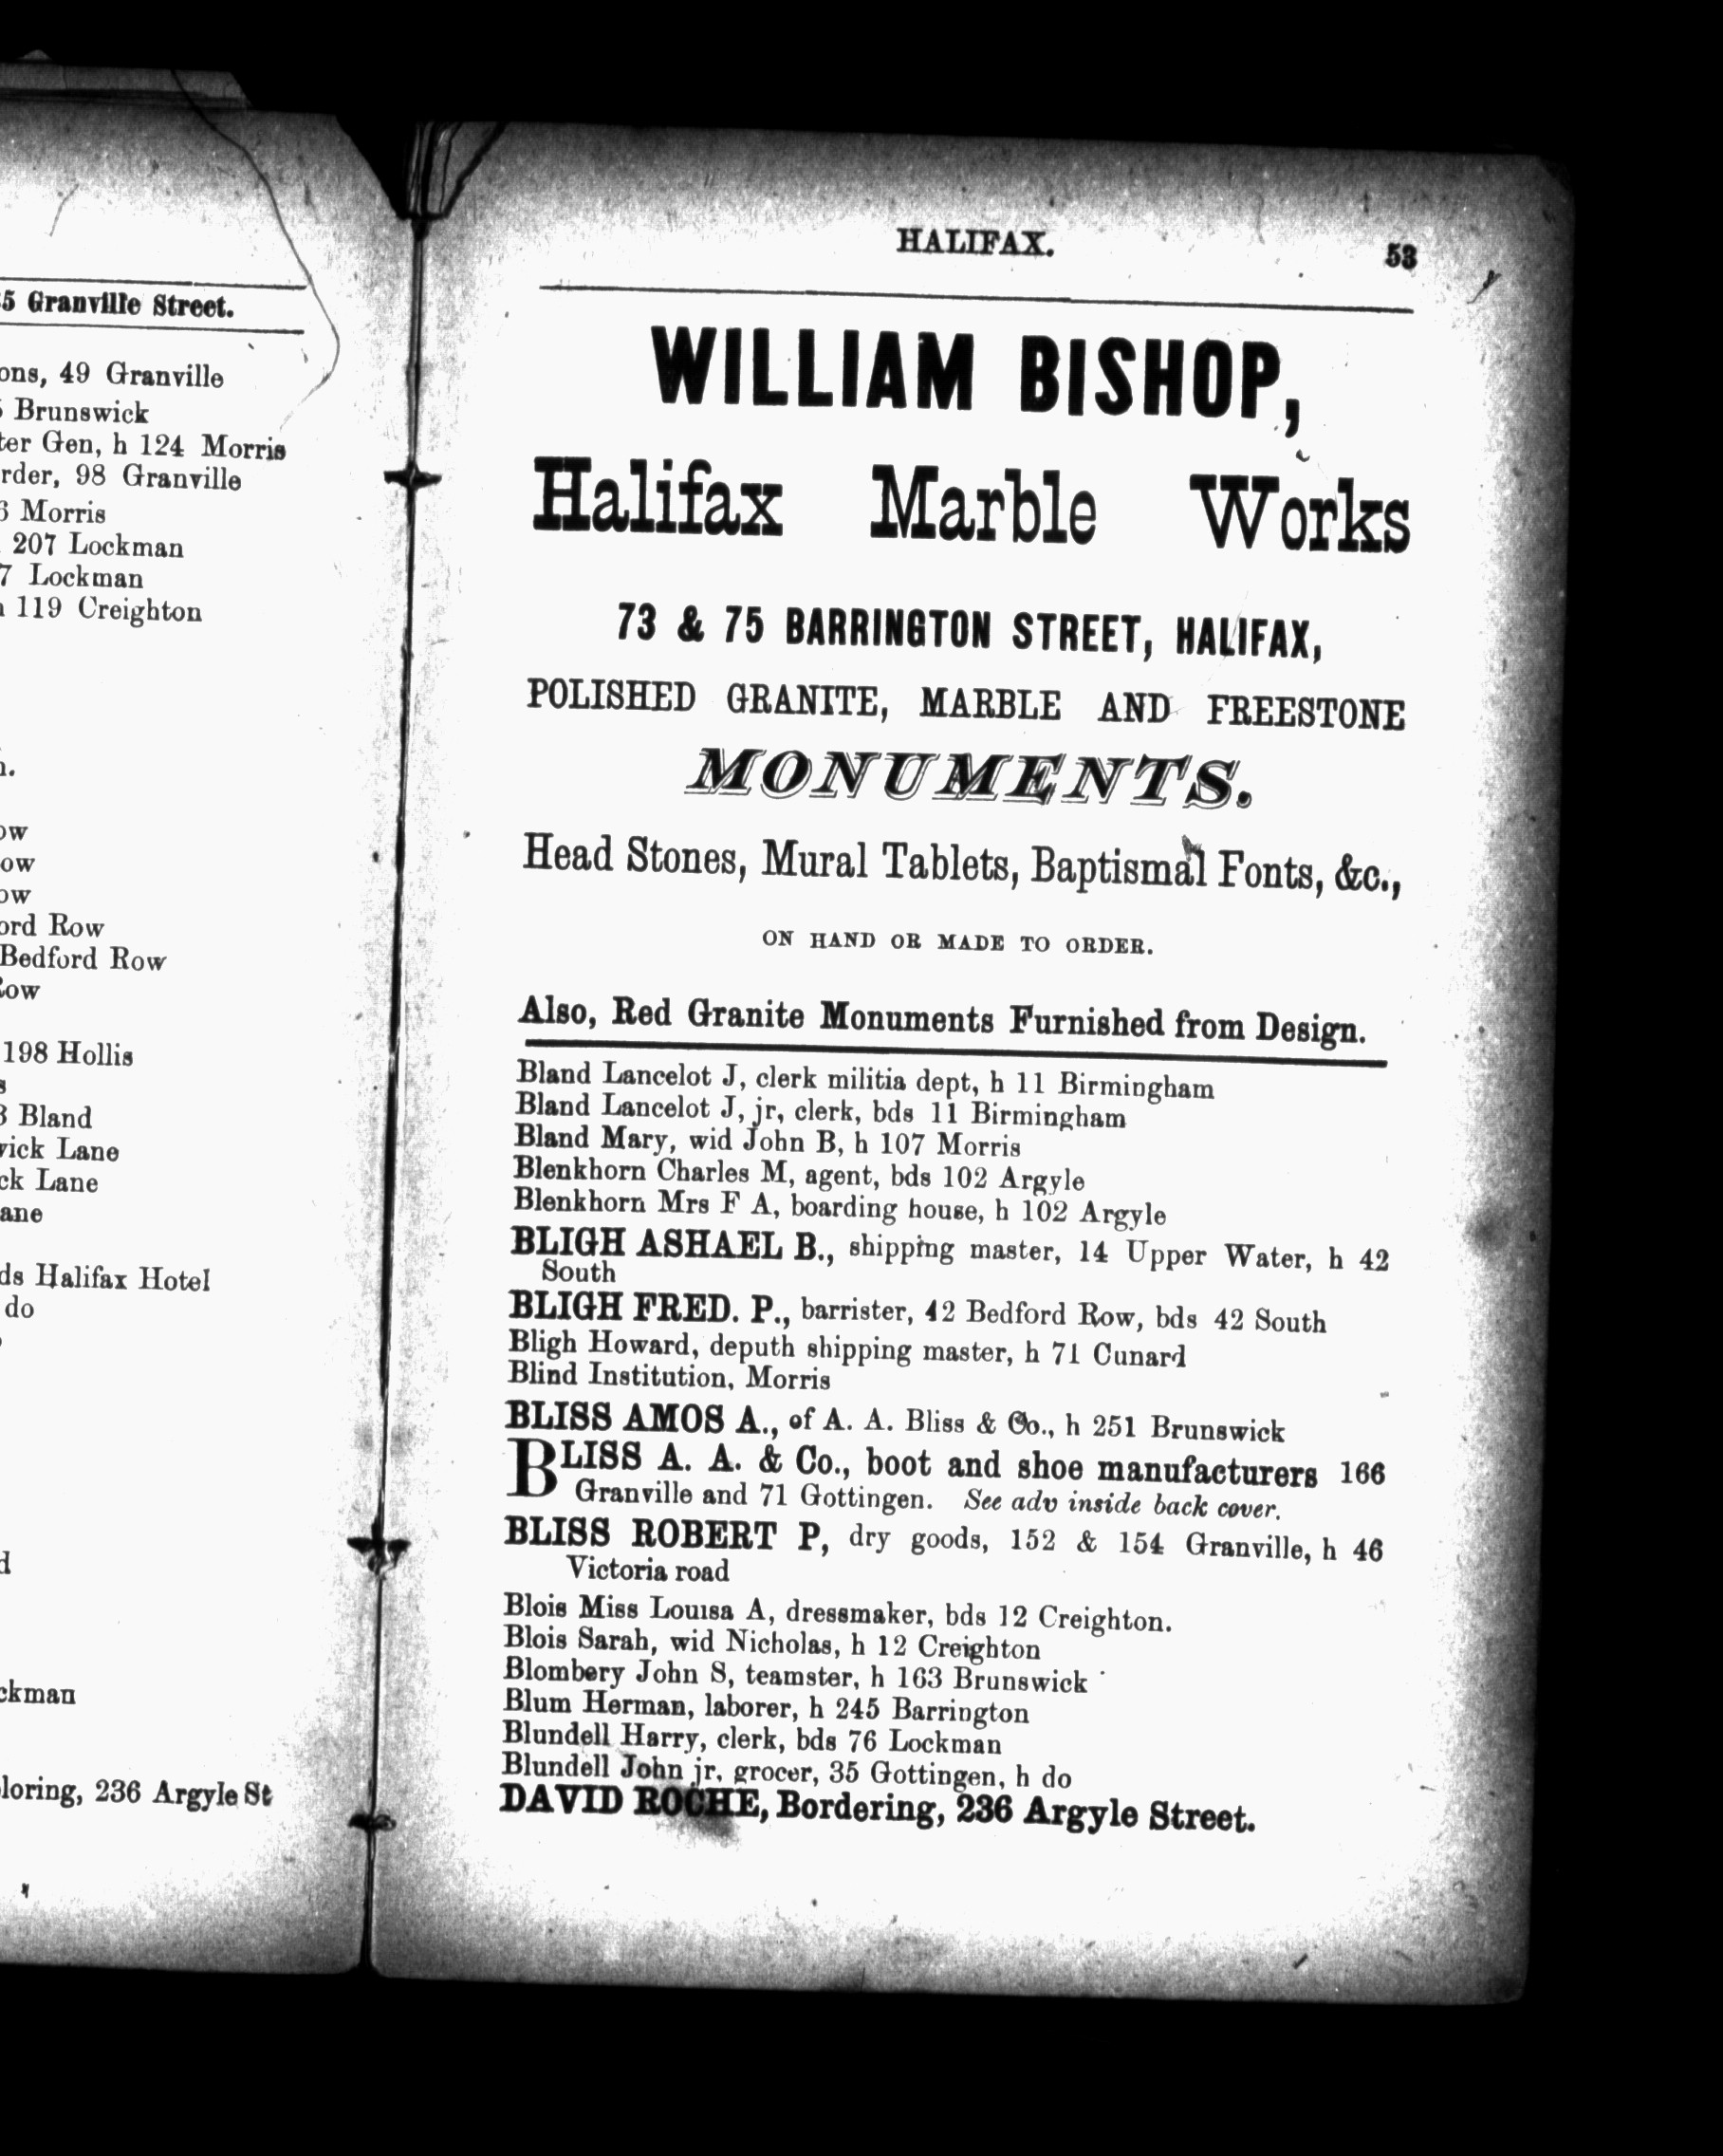 5 Granville Street.
ons, 49 Granville
Brunswick
ter Gen, h 124 Morris
rder, 98 Granville
Morris
207 Lockman
7 Lockman
119 Creighton
ow
ow
ow
ord Row
Bedford Row
Row
198 Hollis
s
Bland
wick Lane
ck Lane
ane
ds Halifax Hotel
do
d
ckman
loring, 236 Argyle St
HALIFAX. 53
WILLIAM BISHOP,
Halifax Marble Works
73 & 75 BARRINGTON STREET, HALIFAX,
POLISHED GRANITE, MARBLE AND FREESTONE
MONUMENTS.
Head Stones, Mural Tablets, Baptismal Fonts, &c.,
ON HAND OR MADE TO ORDER.
Also, Red Granite Monuments Furnished from Design.
Bland Lancelot J, clerk militia dept, h 11 Birmingham
Bland Lancelot J, jr, clerk, bds 11 Birmingham
Bland Mary, wid John B, h 107 Morris
Blenkhorn Charles M, agent, bds 102 Argyle
Blenkhorn Mrs F A, boarding house, h 102 Argyle
BLIGH ASHAEL B., shipping master, 14 Upper Water, h 42
South
BLIGH FRED. P., barrister, 42 Bedford Row, bds 42 South
Bligh Howard, deputh shipping master, h 71 Cunard
Blind Institution, Morris
BLISS AMOS A., of A. A. Bliss & Co., h 251 Brunswick
BLISS A. A. & Co., boot and shoe manufacturers 166
Granville and 71 Gottingen. See adv inside back cover.
BLISS ROBERT P, dry goods, 152 & 154 Granville, h 46
Victoria road
Blois Miss Louisa A, dressmaker, bds 12 Creighton.
Blois Sarah, wid Nicholas, h 12 Creighton
Blombery John S, teamster, h 163 Brunswick
Blum Herman, laborer, h 245 Barrington
Blundell Harry, clerk, bds 76 Lockman
Blundell John jr, grocer, 35 Gottingen, h do
DAVID ROCHE, Bordering, 236 Argyle Street.